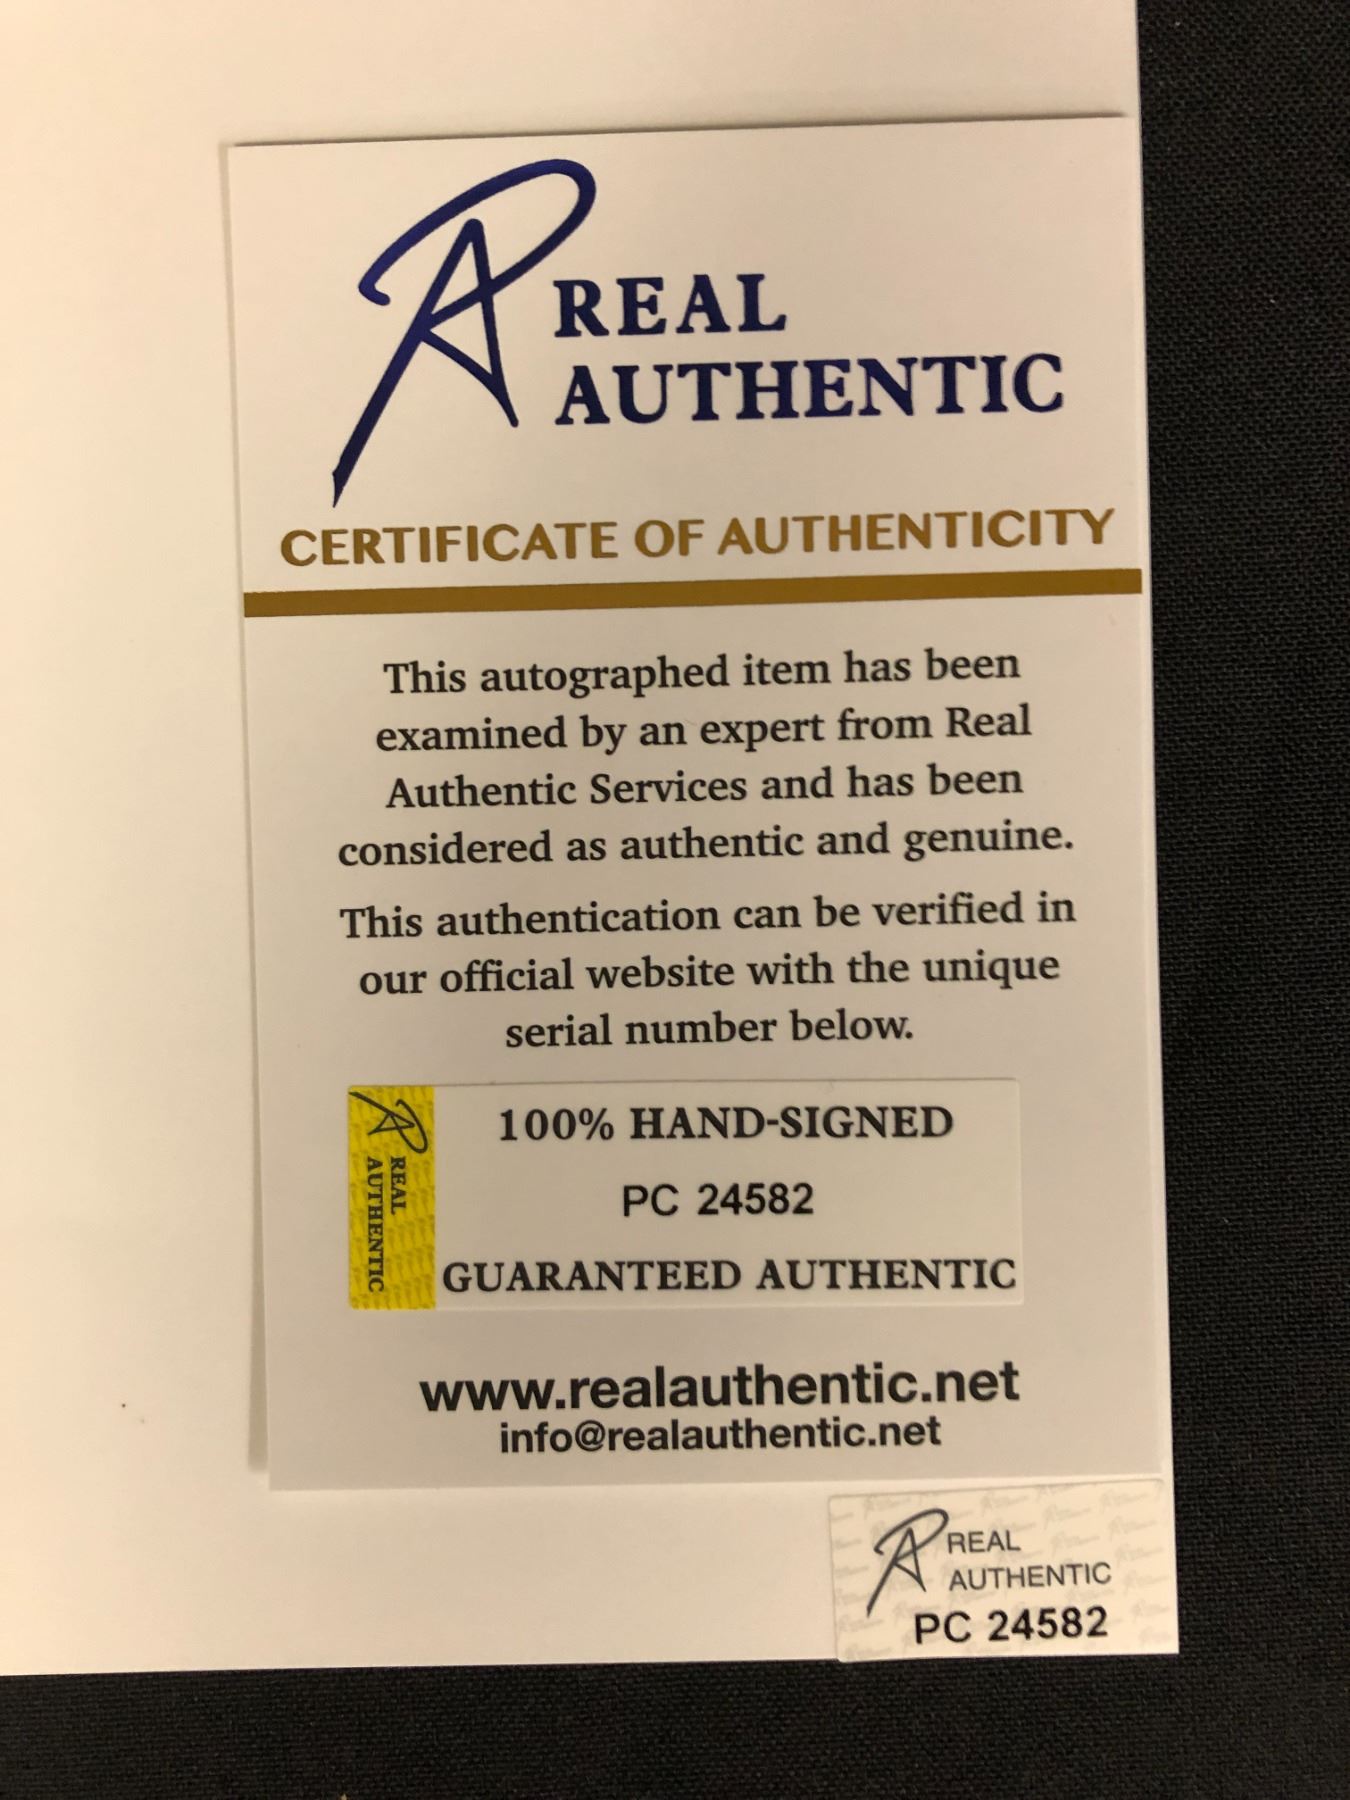 REAL
AUTHENTIC
CERTIFICATE OF AUTHENTICITY
This autographed item has been
examined by an expert from Real
Authentic Services and has been
considered as authentic and genuine.
This authentication can be verified in
our official website with the unique
serial number below.
REAL
AUTHENTIC
100% HAND-SIGNED
PC 24582
GUARANTEED AUTHENTIC
www.realauthentic.net
info@realauthentic.net
REAL
AUTHENTIC
PC 24582